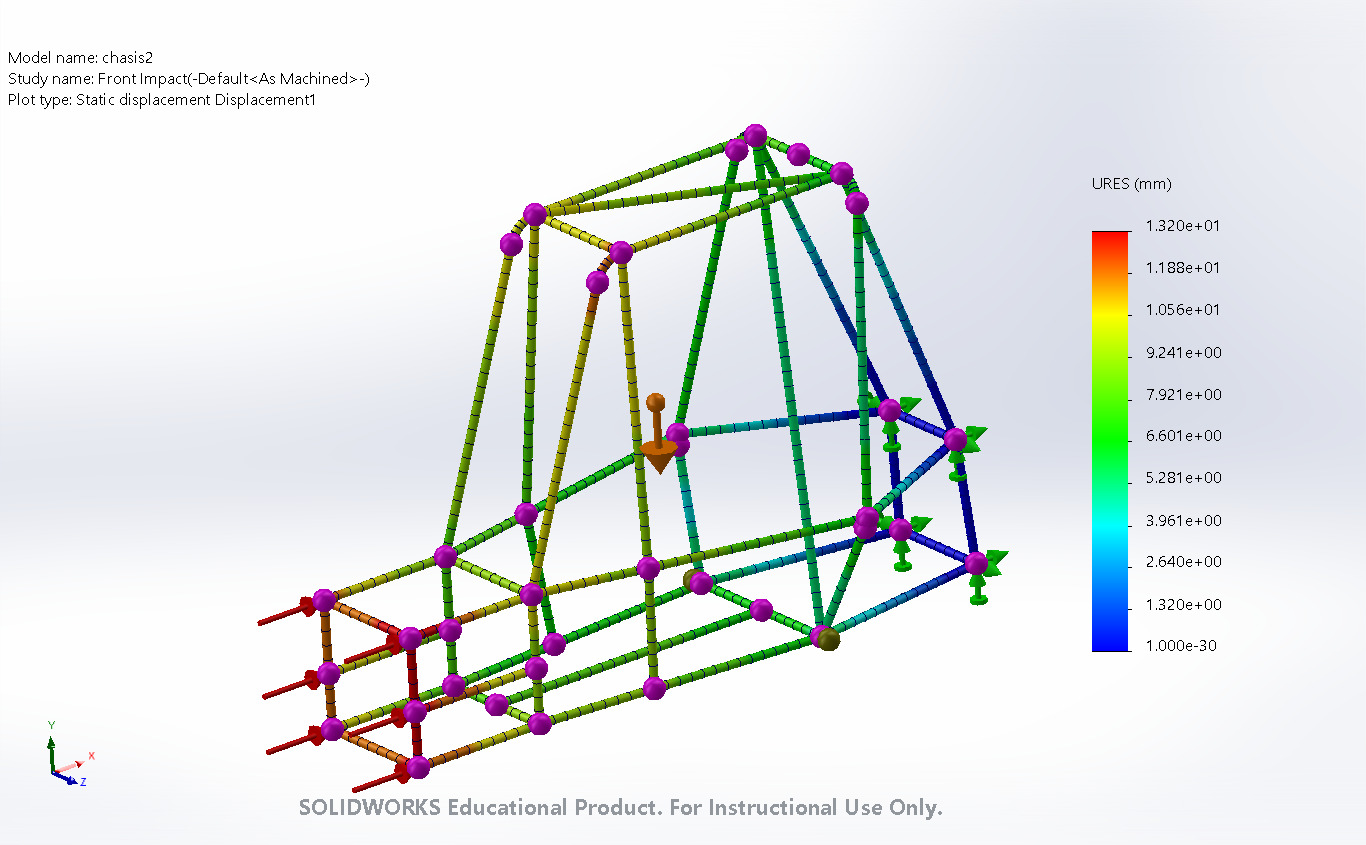 Model name: chasis2
Study name: Front Impact(-Default<As Machined>-)
Plot type: Static displacement Displacement1
URES (mm)
1.320e+01
1.188e+01
1.056e+01
9.241e+00
7.921e+00
6.601e+00
5.281e+00
3.961e+00
2.640e+00
1.320e+00
1.000e-30
Y
X
Z
SOLIDWORKS Educational Product. For Instructional Use Only.